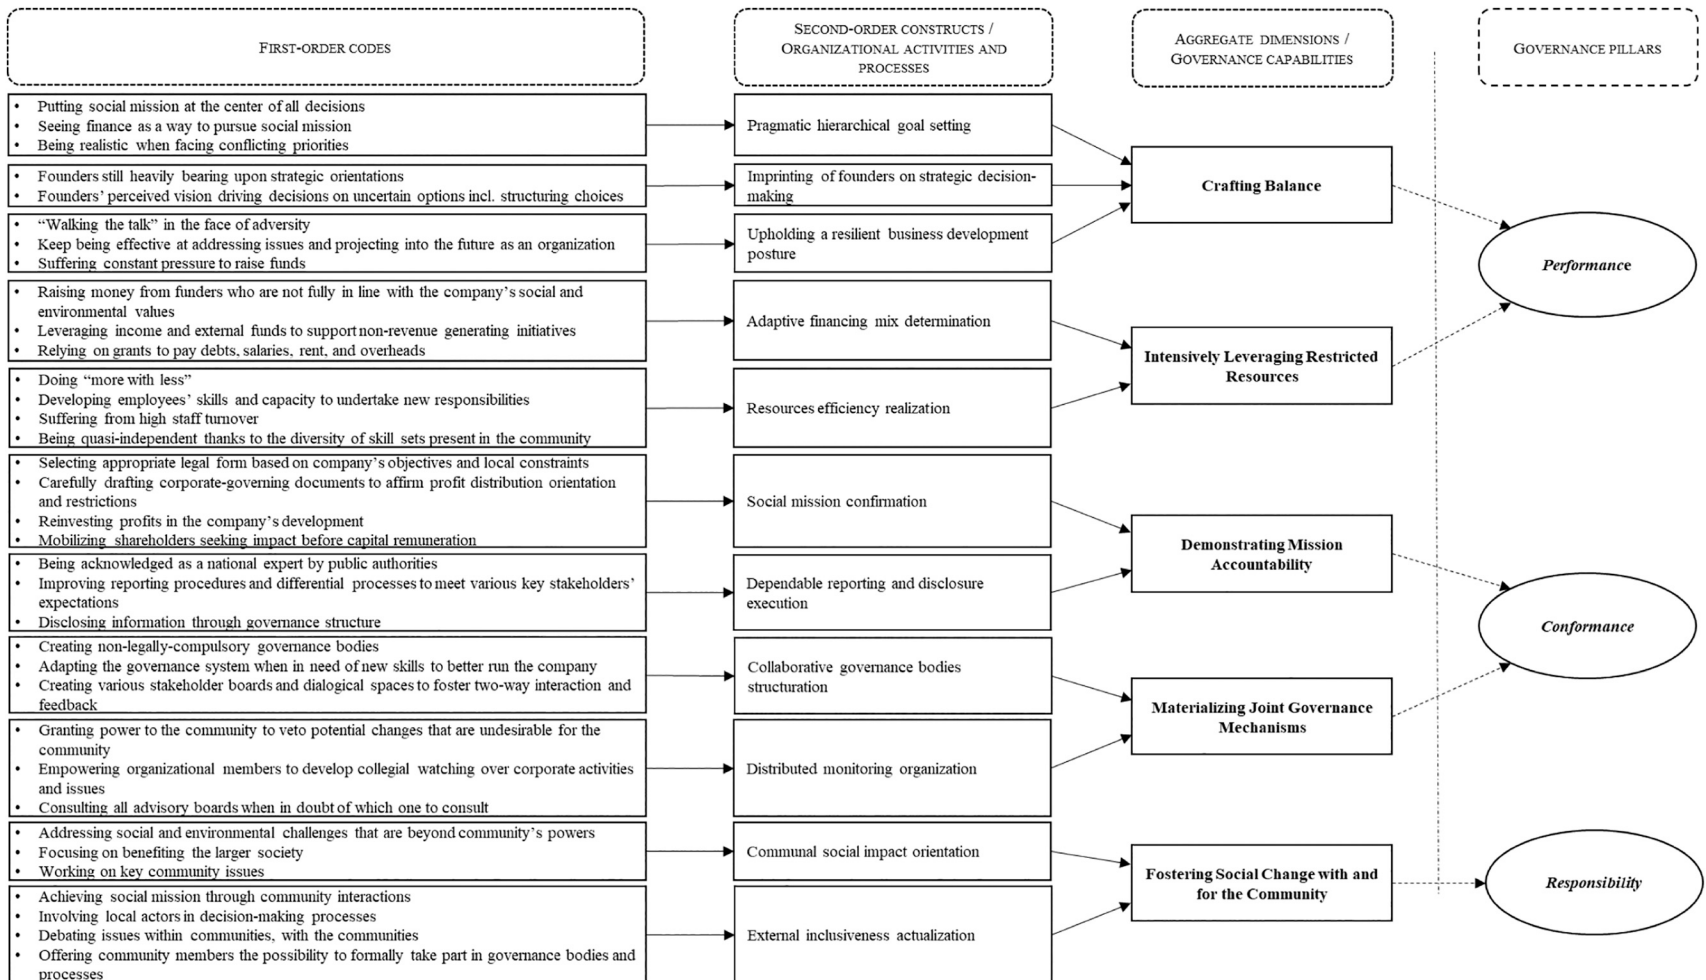 FIRST-ORDER CODES
SECOND-ORDER CONSTRUCTS /
ORGANIZATIONAL ACTIVITIES AND
PROCESSES
AGGREGATE DIMENSIONS /
GOVERNANCE CAPABILITIES
GOVERNANCE PILLARS
• Putting social mission at the center of all decisions
• Seeing finance as a way to pursue social mission
• Being realistic when facing conflicting priorities
Pragmatic hierarchical goal setting
• Founders still heavily bearing upon strategic orientations
• Founders’ perceived vision driving decisions on uncertain options incl. structuring choices
Imprinting of founders on strategic decision-
making
• “Walking the talk” in the face of adversity
• Keep being effective at addressing issues and projecting into the future as an organization
• Suffering constant pressure to raise funds
Upholding a resilient business development
posture
Crafting Balance
• Raising money from funders who are not fully in line with the company’s social and
environmental values
• Leveraging income and external funds to support non-revenue generating initiatives
• Relying on grants to pay debts, salaries, rent, and overheads
Adaptive financing mix determination
• Doing “more with less”
• Developing employees’ skills and capacity to undertake new responsibilities
• Suffering from high staff turnover
• Being quasi-independent thanks to the diversity of skill sets present in the community
Resources efficiency realization
Intensively Leveraging Restricted
Resources
Performance
• Selecting appropriate legal form based on company’s objectives and local constraints
• Carefully drafting corporate-governing documents to affirm profit distribution orientation
and restrictions
• Reinvesting profits in the company’s development
• Mobilizing shareholders seeking impact before capital remuneration
Social mission confirmation
• Being acknowledged as a national expert by public authorities
• Improving reporting procedures and differential processes to meet various key stakeholders’
expectations
• Disclosing information through governance structure
Dependable reporting and disclosure
execution
Demonstrating Mission
Accountability
• Creating non-legally-compulsory governance bodies
• Adapting the governance system when in need of new skills to better run the company
• Creating various stakeholder boards and dialogical spaces to foster two-way interaction and
feedback
Collaborative governance bodies
structuration
• Granting power to the community to veto potential changes that are undesirable for the
community
• Empowering organizational members to develop collegial watching over corporate activities
and issues
• Consulting all advisory boards when in doubt of which one to consult
Distributed monitoring organization
Materializing Joint Governance
Mechanisms
Conformance
• Addressing social and environmental challenges that are beyond community’s powers
• Focusing on benefiting the larger society
• Working on key community issues
Communal social impact orientation
• Achieving social mission through community interactions
• Involving local actors in decision-making processes
• Debating issues within communities, with the communities
• Offering community members the possibility to formally take part in governance bodies and
processes
External inclusiveness actualization
Fostering Social Change with and
for the Community
Responsibility